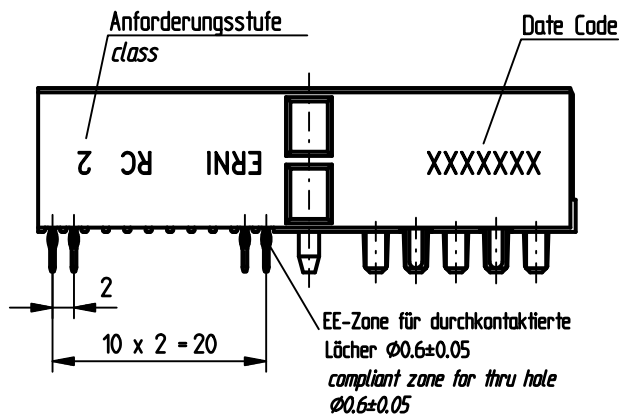 Anforderungsstufe
class
Date Code
2 RC ERNI
XXXXXXX
2
10 x 2 = 20
EE-Zone für durchkontaktierte
Löcher Ø0.6±0.05
compliant zone for thru hole
Ø0.6±0.05